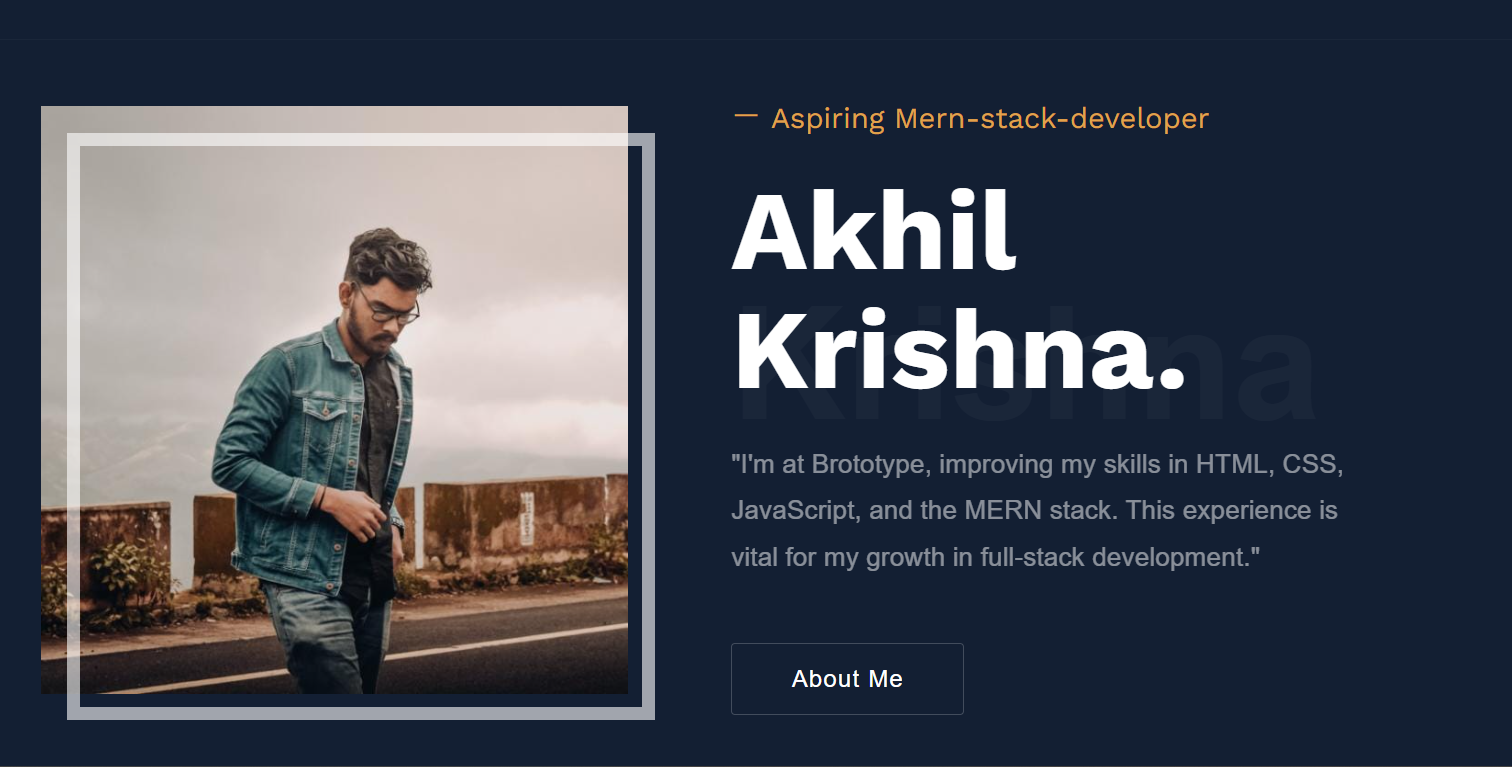 — Aspiring Mern-stack-developer
Akhil
Krishna.
Krishna
"I'm at Brototype, improving my skills in HTML, CSS,
JavaScript, and the MERN stack. This experience is
vital for my growth in full-stack development."
About Me